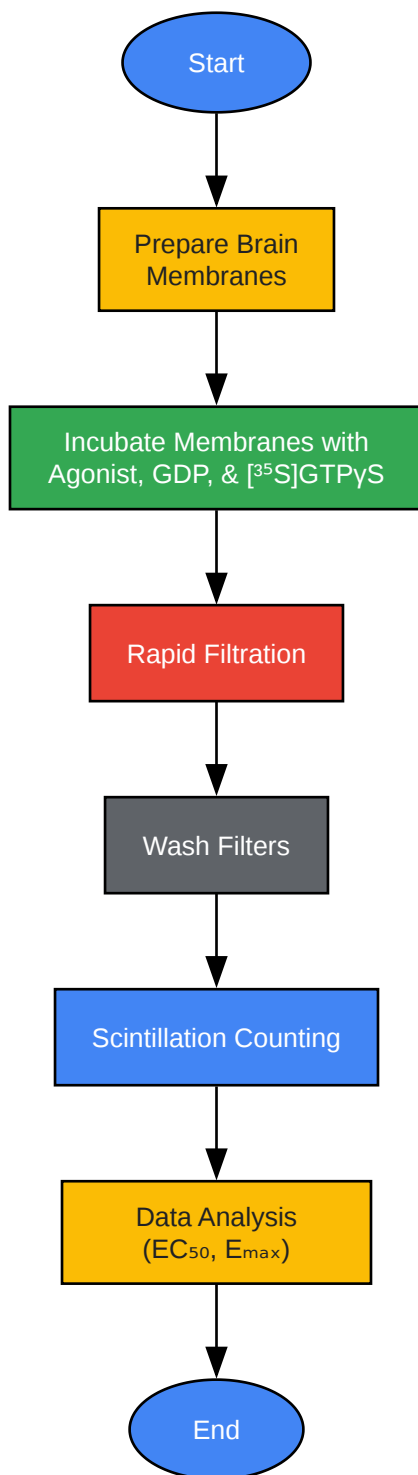 Start
Prepare Brain
Membranes
Incubate Membranes with
Agonist, GDP, & [³⁵S]GTPγS
Rapid Filtration
Wash Filters
Scintillation Counting
Data Analysis
(EC₅₀, Eₘₐₓ)
End